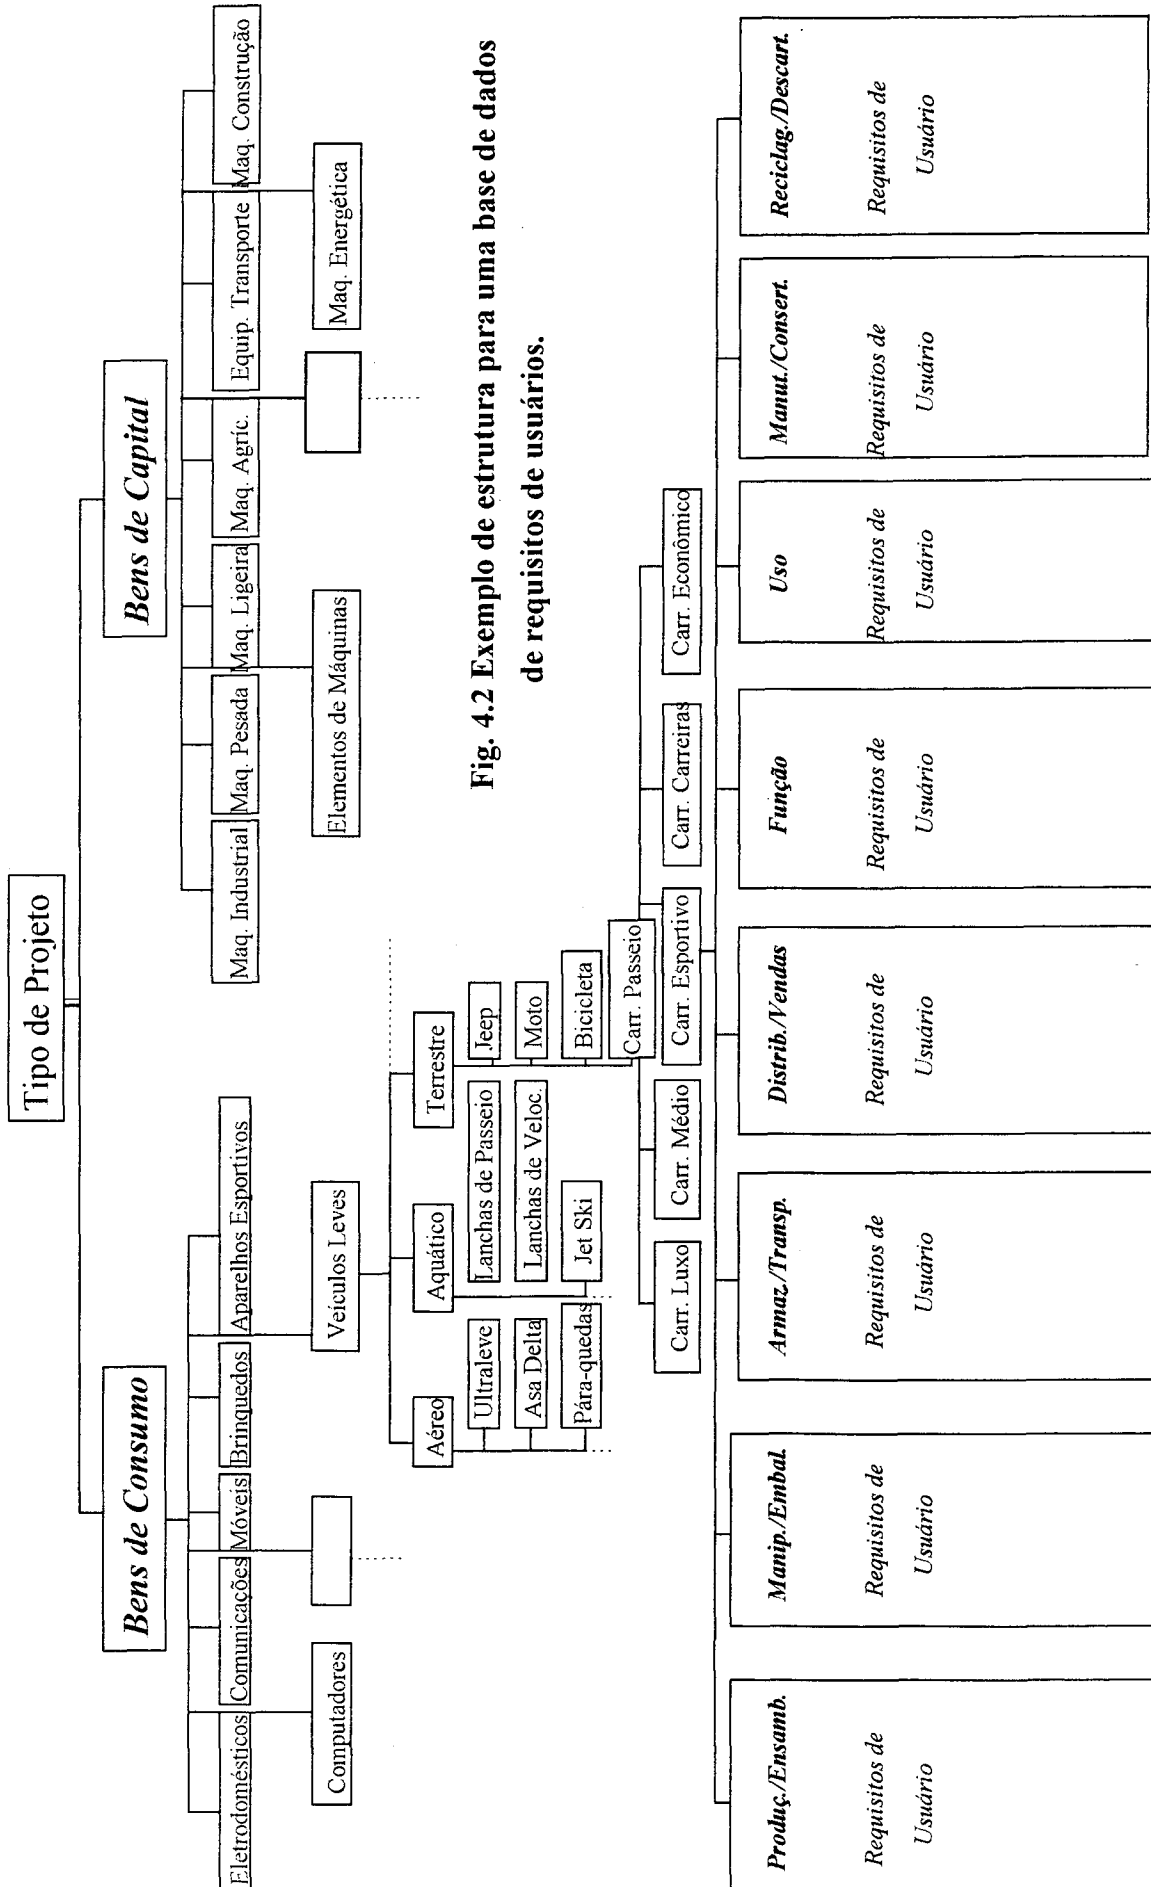 Tipo de Projeto
Bens de Consumo
Bens de Capital
Eletrodomésticos
Comunicações
Móveis
Brinquedos
Aparelhos Esportivos
Maq. Industrial
Maq. Pesada
Maq. Ligeira
Maq. Agríc.
Equip. Transporte
Maq. Construção
Computadores
Veículos Leves
Elementos de Máquinas
Maq. Energética
Aéreo
Aquático
Terrestre
Ultraleve
Lanchas de Passeio
Jeep
Asa Delta
Lanchas de Veloc.
Moto
Pára-quedas
Jet Ski
Bicicleta
Carr. Passeio
Fig. 4.2 Exemplo de estrutura para uma base de dados
de requisitos de usuários.
Carr. Luxo
Carr. Médio
Carr. Esportivo
Carr. Carreiras
Carr. Econômico
Produç./Ensamb.
Requisitos de
Usuário
Manip./Embal.
Requisitos de
Usuário
Armaz./Transp.
Requisitos de
Usuário
Distrib./Vendas
Requisitos de
Usuário
Função
Requisitos de
Usuário
Uso
Requisitos de
Usuário
Manut./Consert.
Requisitos de
Usuário
Reciclag./Descart.
Requisitos de
Usuário